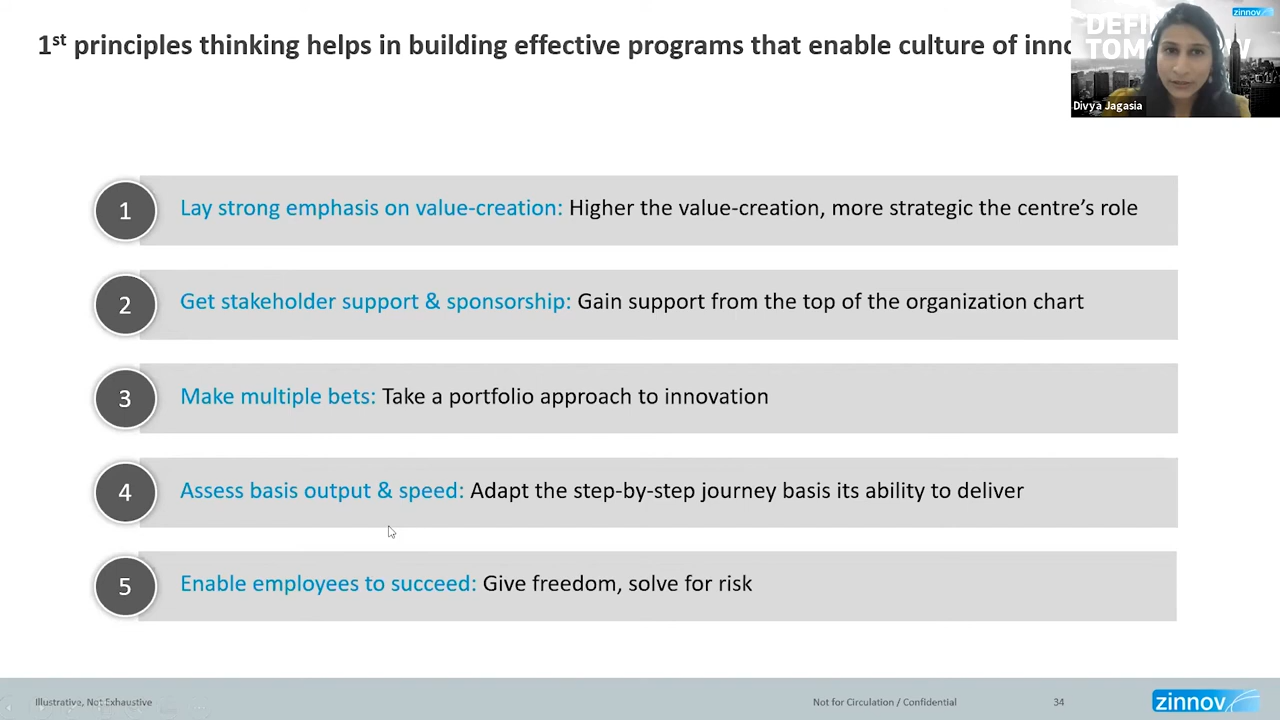 zinnov
1st principles thinking helps in building effective programs that enable culture of inno
DEFI
TOM W
Divya Jagasia
1 Lay strong emphasis on value-creation: Higher the value-creation, more strategic the centre's role
2 Get stakeholder support & sponsorship: Gain support from the top of the organization chart
3 Make multiple bets: Take a portfolio approach to innovation
4 Assess basis output & speed: Adapt the step-by-step journey basis its ability to deliver
5 Enable employees to succeed: Give freedom, solve for risk
Illustrative, Not Exhaustive
Not for Circulation / Confidential
34
zinnov